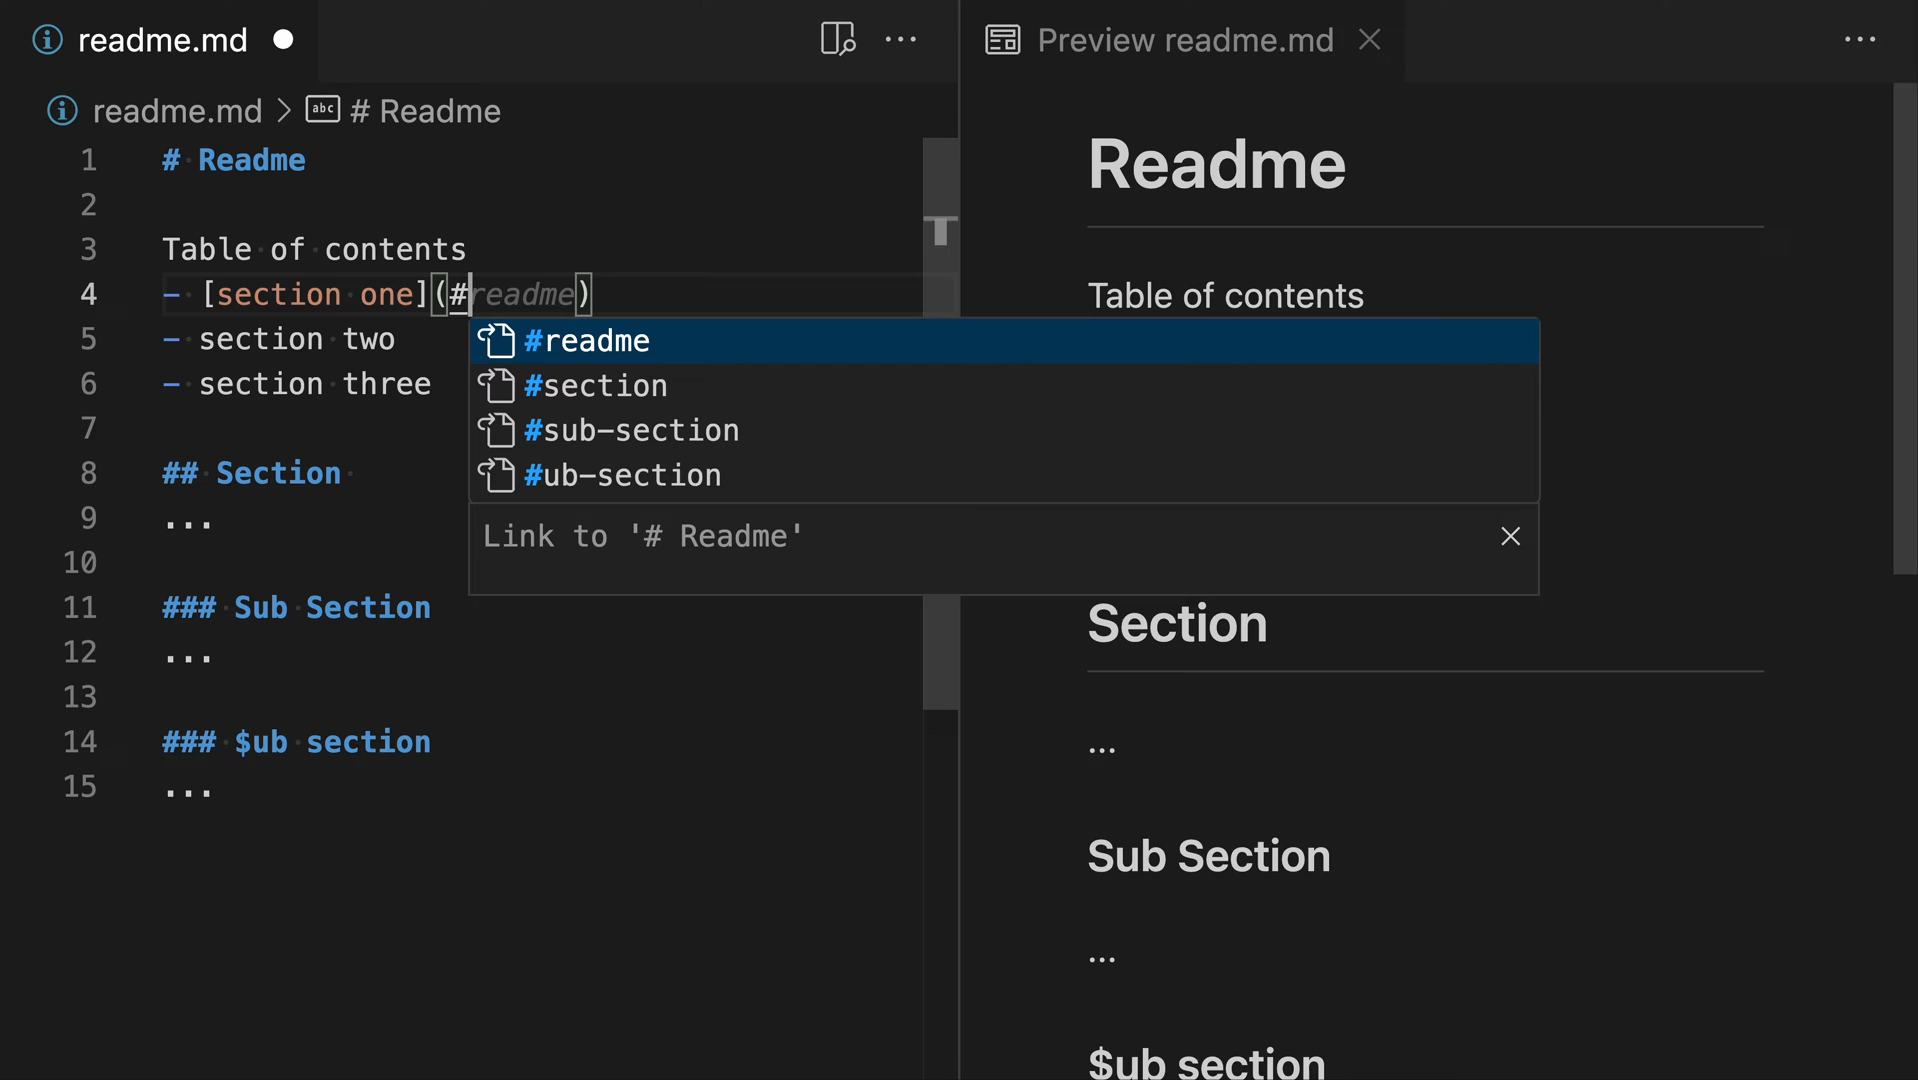 readme.md
Preview readme.md
readme.md > abc # Readme
1 # Readme
2
3 Table of contents
4 - [section one](#readme)
5 - section two
6 - section three
7
8 ## Section
9 ...
10
11 ### Sub Section
12 ...
13
14 ### $ub section
15 ...
#readme
#section
#sub-section
#ub-section
Link to '# Readme'
Readme
Table of contents
Section
...
Sub Section
...
$ub section